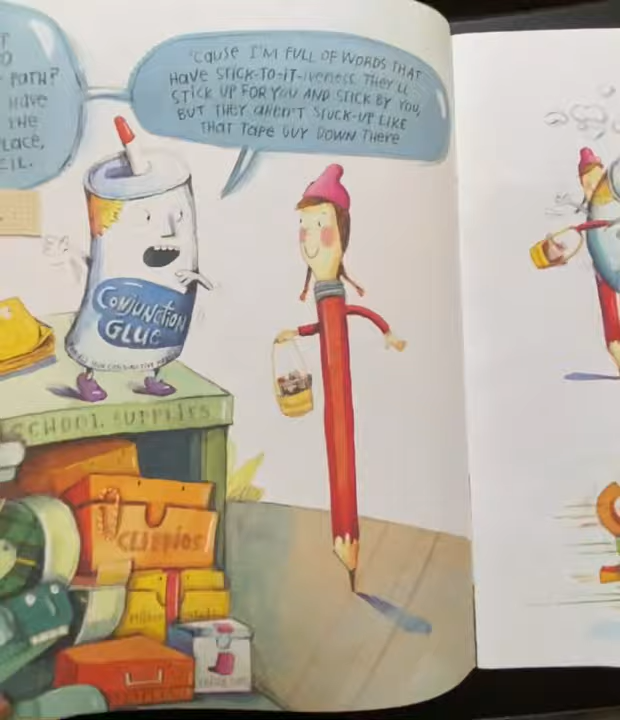 PATH?
HAVE
THE
PLACE,
'CAUSE I'M FULL OF WORDS THAT
HAVE STICK-TO-IT-IVENESS. THEY'LL
STICK UP FOR YOU AND STICK BY YOU,
BUT THEY AREN'T STUCK-UP LIKE
THAT TAPE GUY DOWN THERE
CONJUNCTION
GLUE
SCHOOL SUPPLIES